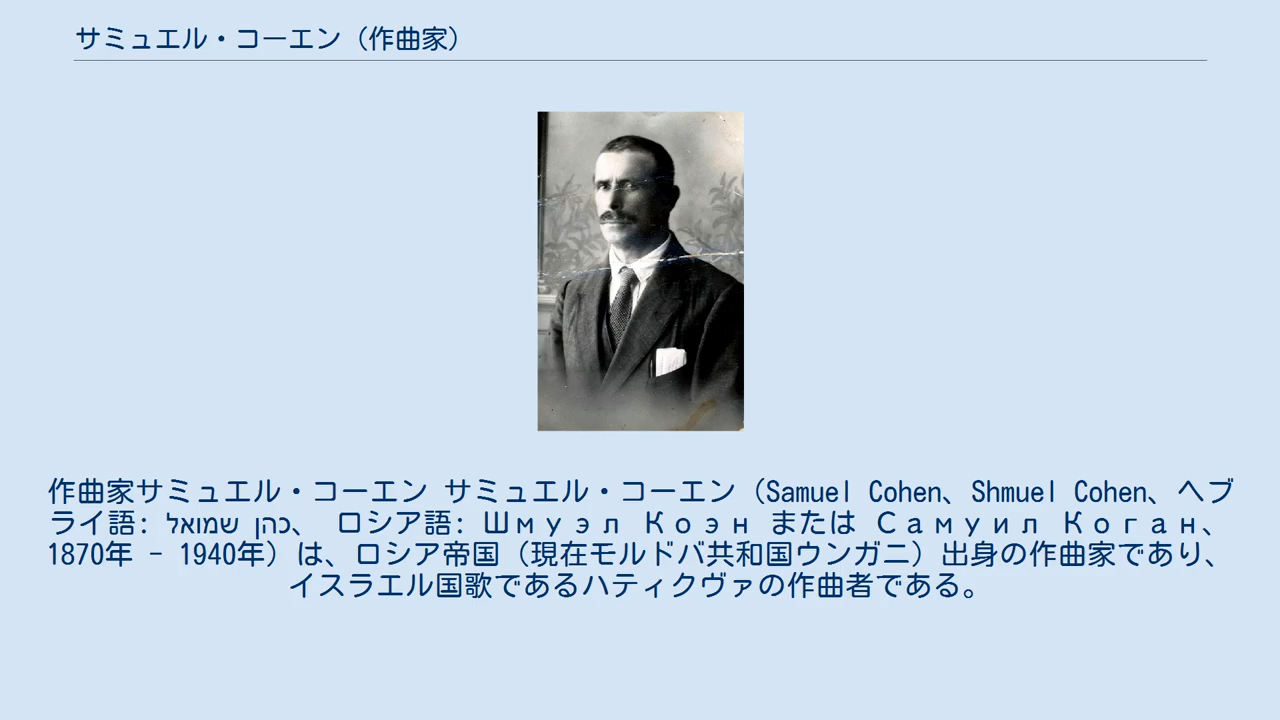 サミュエル・コーエン（作曲家）
作曲家サミュエル・コーエン サミュエル・コーエン（Samuel Cohen、Shmuel Cohen、ヘブ
ライ語: שמואל כהן、 ロシア語: Шмуэл Коэн または Самуил Коган、
1870年 - 1940年）は、ロシア帝国（現在モルドバ共和国ウンガニ）出身の作曲家であり、
イスラエル国歌であるハティクヴァの作曲者である。